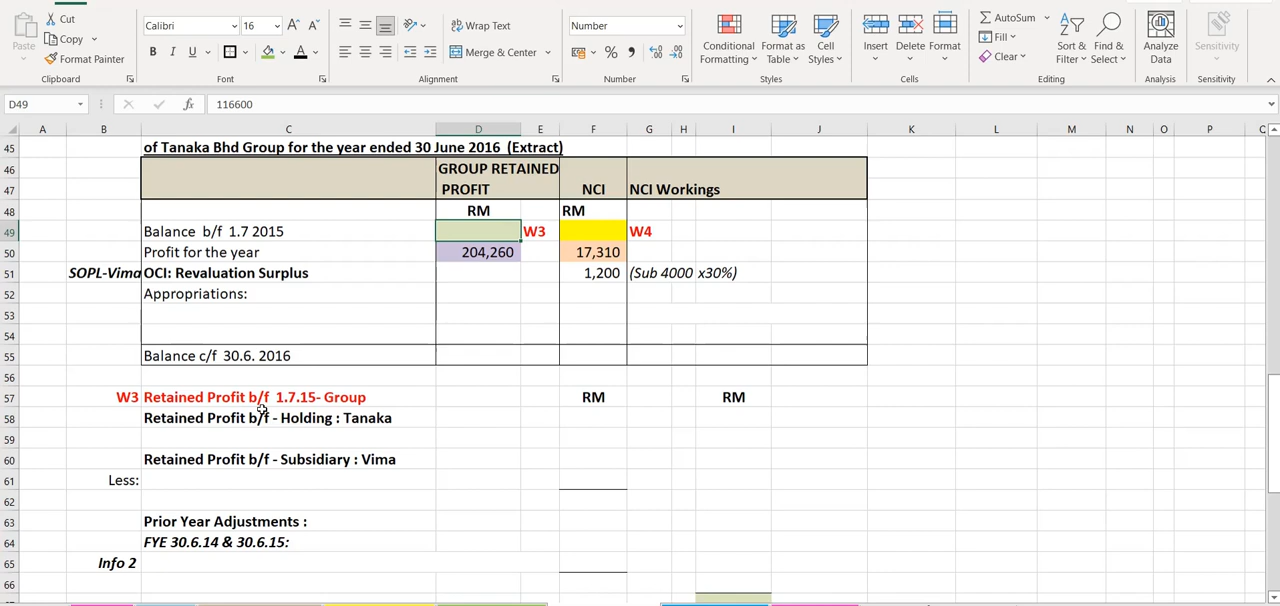 Cut
Copy
Format Painter
Paste
Clipboard
Calibri 16 A A
B I U A
Font
Wrap Text
Merge & Center
Alignment
Number
% 9
Number
Conditional Formatting
Format as Table
Cell Styles
Styles
Insert Delete Format
Cells
AutoSum
Fill
Clear
Sort & Filter
Find & Select
Editing
Analyze Data
Analysis
Sensitivity
Sensitivity
D49 fx 116600
A B C D E F G H I J K L M N O P
45 of Tanaka Bhd Group for the year ended 30 June 2016 (Extract)
46 GROUP RETAINED
47 PROFIT NCI NCI Workings
48 RM RM
49 Balance b/f 1.7 2015 W3 W4
50 Profit for the year 204,260 17,310
51 SOPL-Vima OCI: Revaluation Surplus 1,200 (Sub 4000 x30%)
52 Appropriations:
53
54
55 Balance c/f 30.6. 2016
56
57 W3 Retained Profit b/f 1.7.15- Group RM RM
58 Retained Profit b/f - Holding : Tanaka
59
60 Retained Profit b/f - Subsidiary : Vima
61 Less:
62
63 Prior Year Adjustments :
64 FYE 30.6.14 & 30.6.15:
65 Info 2
66